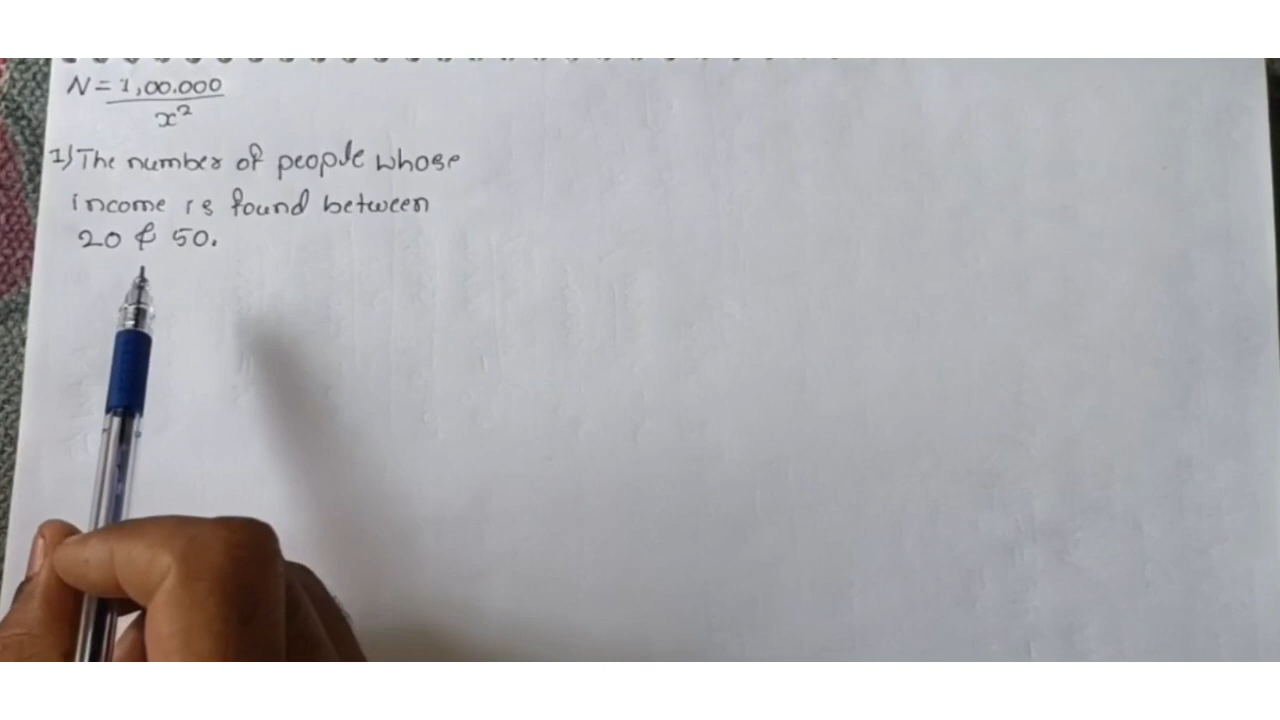 N = 1,00.000
x²
1) The number of people whose
income is found between
20 & 50.